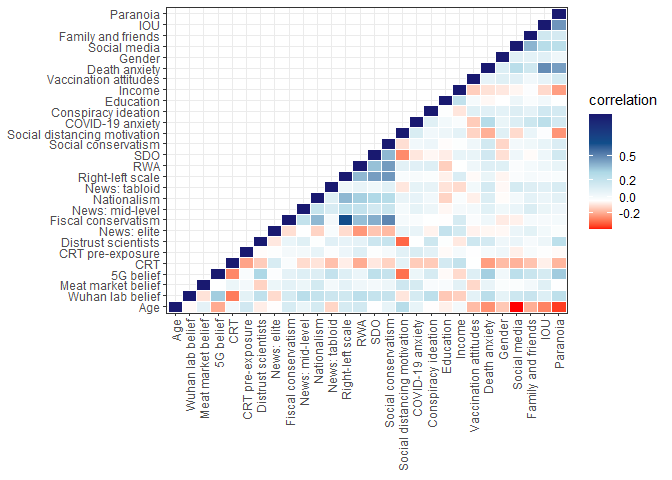 Paranoia
IOU
Family and friends
Social media
Gender
Death anxiety
Vaccination attitudes
Income
Education
Conspiracy ideation
COVID-19 anxiety
Social distancing motivation
Social conservatism
SDO
RWA
Right-left scale
News: tabloid
Nationalism
News: mid-level
Fiscal conservatism
News: elite
Distrust scientists
CRT pre-exposure
CRT
5G belief
Meat market belief
Wuhan lab belief
Age
Age
Wuhan lab belief
Meat market belief
5G belief
CRT
CRT pre-exposure
Distrust scientists
News: elite
Fiscal conservatism
News: mid-level
Nationalism
News: tabloid
Right-left scale
RWA
SDO
Social conservatism
Social distancing motivation
COVID-19 anxiety
Conspiracy ideation
Education
Income
Vaccination attitudes
Death anxiety
Gender
Social media
Family and friends
IOU
Paranoia
correlation
0.5
0.2
0.0
-0.2